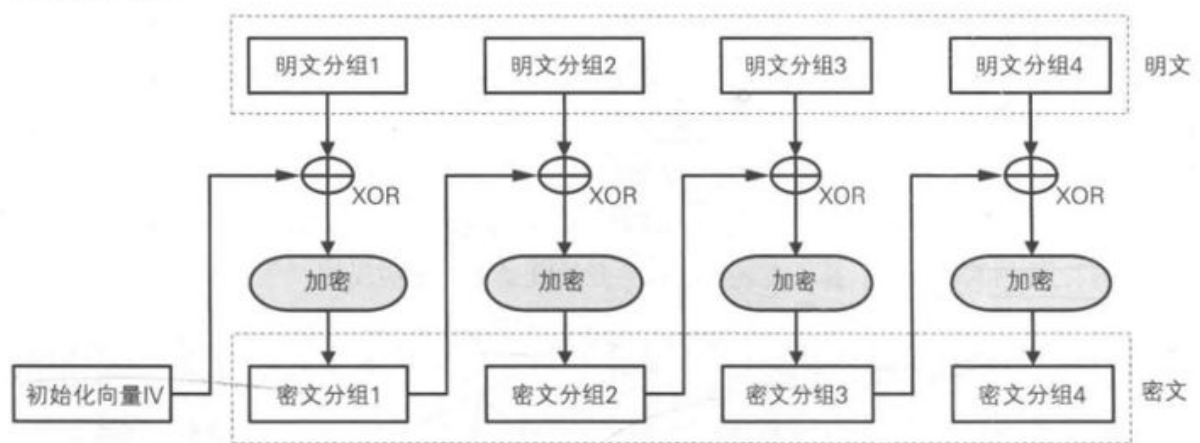 明文分组1
明文分组2
明文分组3
明文分组4
明文
XOR
XOR
XOR
XOR
加密
加密
加密
加密
初始化向量IV
密文分组1
密文分组2
密文分组3
密文分组4
密文